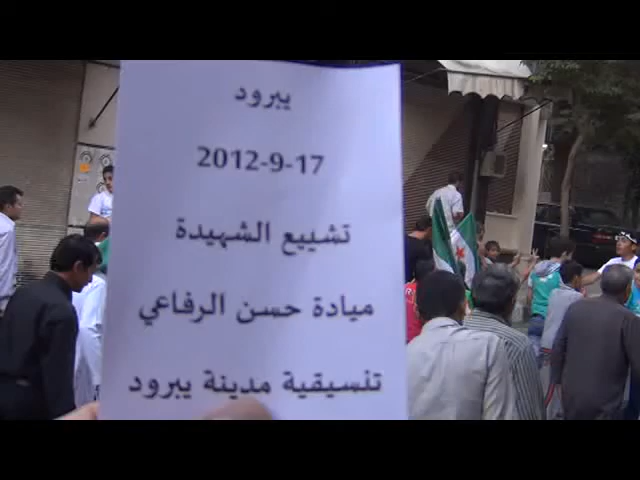 يبرود
2012-9-17
تشييع الشهيدة
ميادة حسن الرفاعي
تنسيقية مدينة يبرود